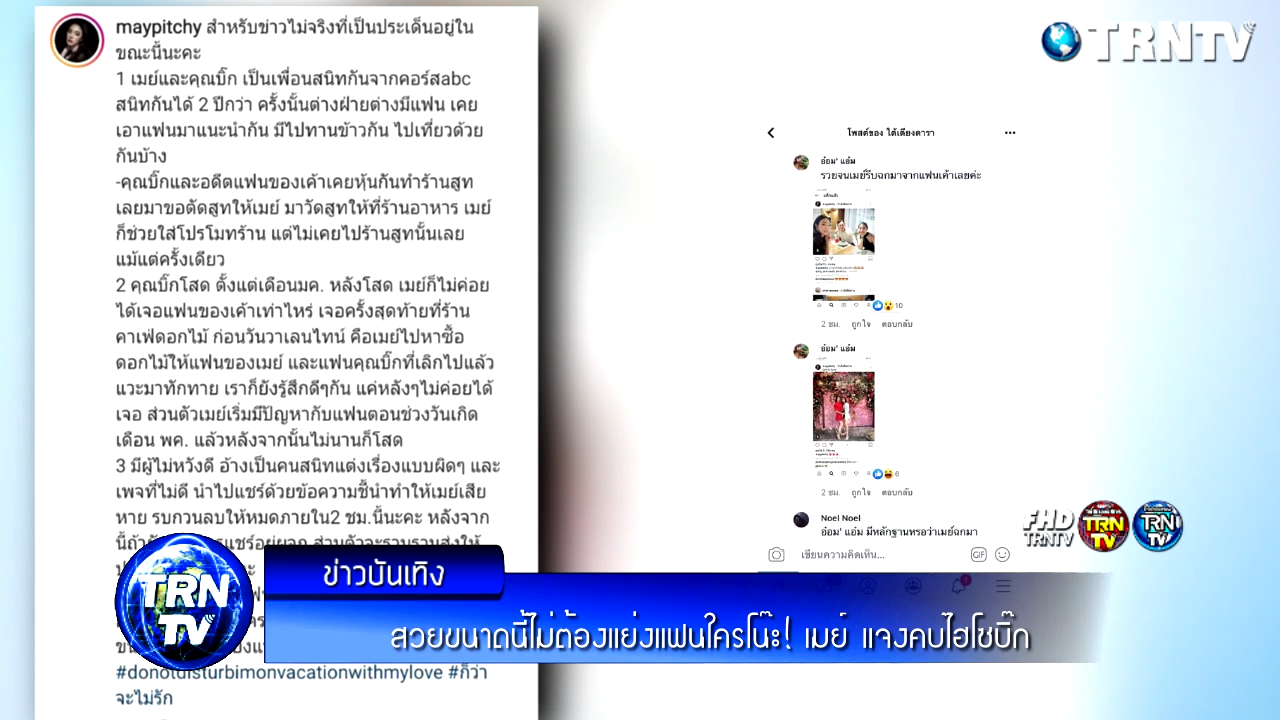 maypitchy สำหรับข่าวไม่จริงที่เป็นประเด็นอยู่ใน
ขณะนี้นะคะ
1 เมย์และคุณบิ๊ก เป็นเพื่อนสนิทกันจากคอร์สabc
สนิทกันได้ 2 ปีกว่า ครั้งนั้นต่างฝ่ายต่างมีแฟน เคย
เอาแฟนมาแนะนำกัน มีไปทานข้าวกัน ไปเที่ยวด้วย
กันบ้าง
-คุณบิ๊กและอดีตแฟนของเค้าเคยหุ้นกันทำร้านสูท
เลยมาขอตัดสูทให้เมย์ มาวัดสูทให้ที่ร้านอาหาร เมย์
ก็ช่วยใส่โปรโมทร้าน แต่ไม่เคยไปร้านสูทนั้นเลย
แม้แต่ครั้งเดียว
2 คุณบิ๊กโสด ตั้งแต่เดือน หลังโสด เมย์ก็ไม่ค่อย
ได้เจอแฟนของเค้าเท่าไหร่ เจอครั้งสุดท้ายที่ร้าน
คาเฟ่ดอกไม้ ก่อนวันวาเลนไทน์ คือเมย์ไปหาซื้อ
ดอกไม้ให้แฟนของเมย์ และแฟนคุณบิ๊กที่เลิกไปแล้ว
แวะมาทักทาย เราก็ยังรู้สึกดีๆกัน แค่หลังๆไม่ค่อยได้
เจอ ส่วนตัวเมย์เริ่มมีปัญหากับแฟนตอนช่วงวันเกิด
เดือน พค. แล้วหลังจากนั้นไม่นานก็โสด
3 มีผู้ไม่หวังดี อ้างเป็นคนสนิทแต่งเรื่องแบบผิดๆ และ
เพจที่ไม่ดี นำไปแชร์ด้วยข้อความชี้นำทำให้เมย์เสีย
หาย รบกวนลบให้หมดภายใน2 ชม.นี้นะคะ หลังจาก
#donotdisturbimonvacationwithmylove #ก็ว่า
จะไม่รัก
TRNTV
โพสต์ของ ใต้เตียงดารา
อ๋อม' แอ๋ม
รวยจนเมย์รีบฉกมาจากแฟนเค้าเลยค่ะ
10
2 ชม. ถูกใจ ตอบกลับ
อ๋อม' แอ๋ม
6
2 ชม. ถูกใจ ตอบกลับ
Noel Noel
อ๋อม' แอ๋ม มีหลักฐานหรอว่าเมย์ฉกมา
เขียนความคิดเห็น...
GIF
FHD
TRNTV
TRN
TV
TRN
TV
TRN
TV
ข่าวบันเทิง
สวยขนาดนี้ไม่ต้องแย่งแฟนใครโน๊ะ! เมย์ แจงคบไฮโซบิ๊ก